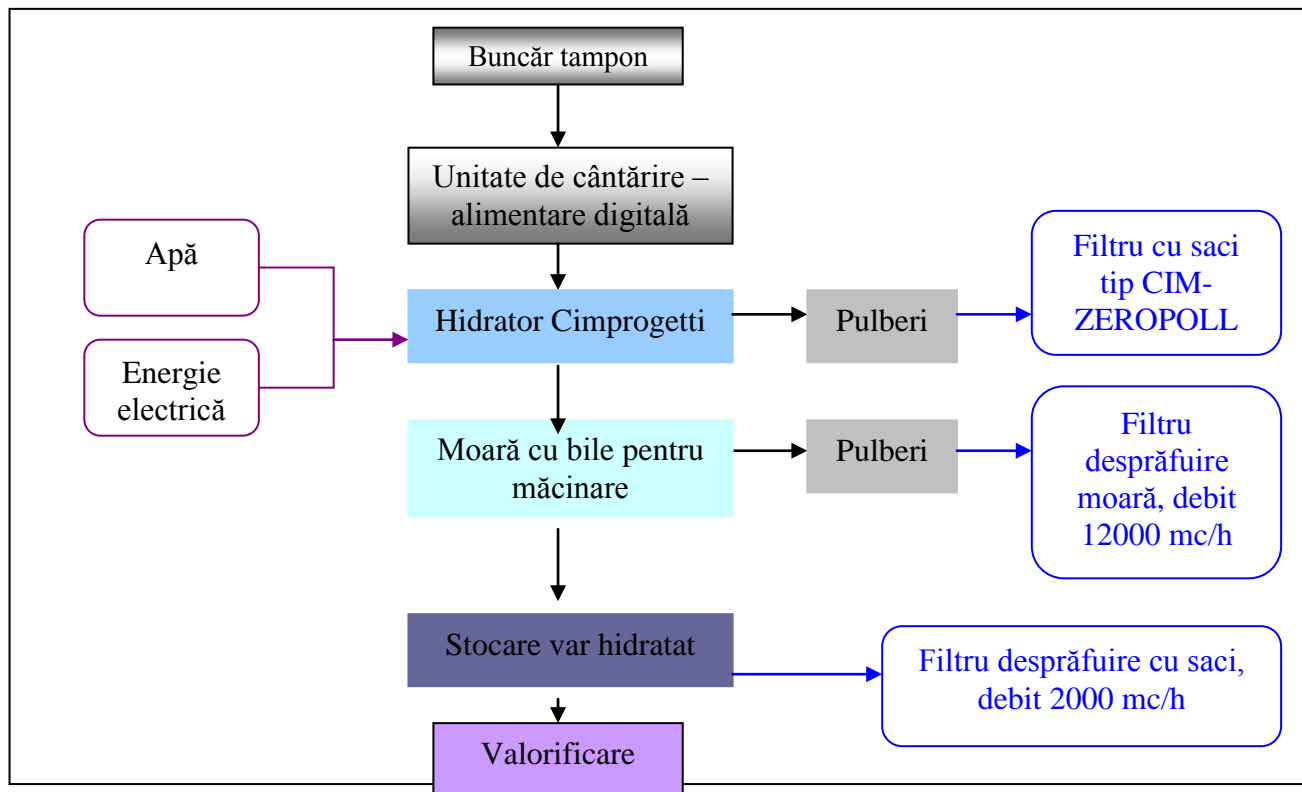 Buncăr tampon
Unitate de cântărire –
alimentare digitală
Apă
Energie
electrică
Hidrator Cimprogetti
Pulberi
Filtru cu saci
tip CIM-
ZEROPOLL
Moară cu bile pentru
măcinare
Pulberi
Filtru
desprăfuire
moară, debit
12000 mc/h
Stocare var hidratat
Filtru desprăfuire cu saci,
debit 2000 mc/h
Valorificare